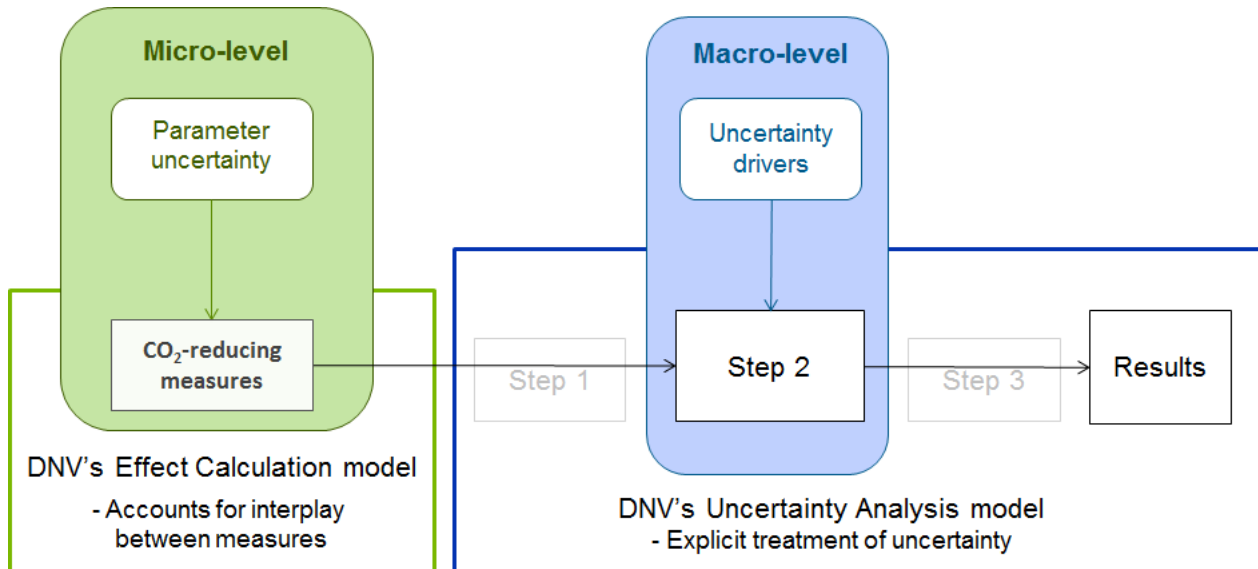 Micro-level
Parameter
uncertainty
CO₂-reducing
measures
DNV's Effect Calculation model
- Accounts for interplay
between measures
Macro-level
Uncertainty
drivers
Step 1
Step 2
Step 3
Results
DNV's Uncertainty Analysis model
- Explicit treatment of uncertainty